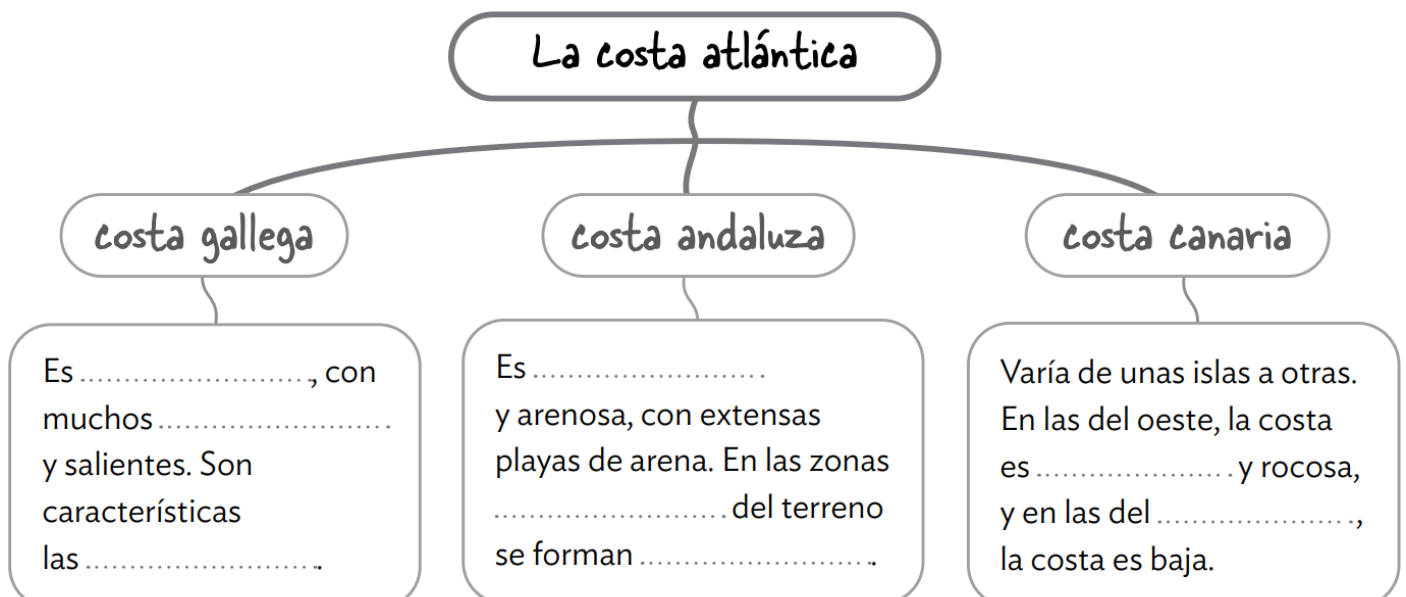 La costa atlántica
costa gallega
costa andaluza
costa canaria
Es ........................, con
muchos ........................
y salientes. Son
características
las .........................
Es ........................
y arenosa, con extensas
playas de arena. En las zonas
........................ del terreno
se forman .........................
Varía de unas islas a otras.
En las del oeste, la costa
es .................... y rocosa,
y en las del ....................,
la costa es baja.